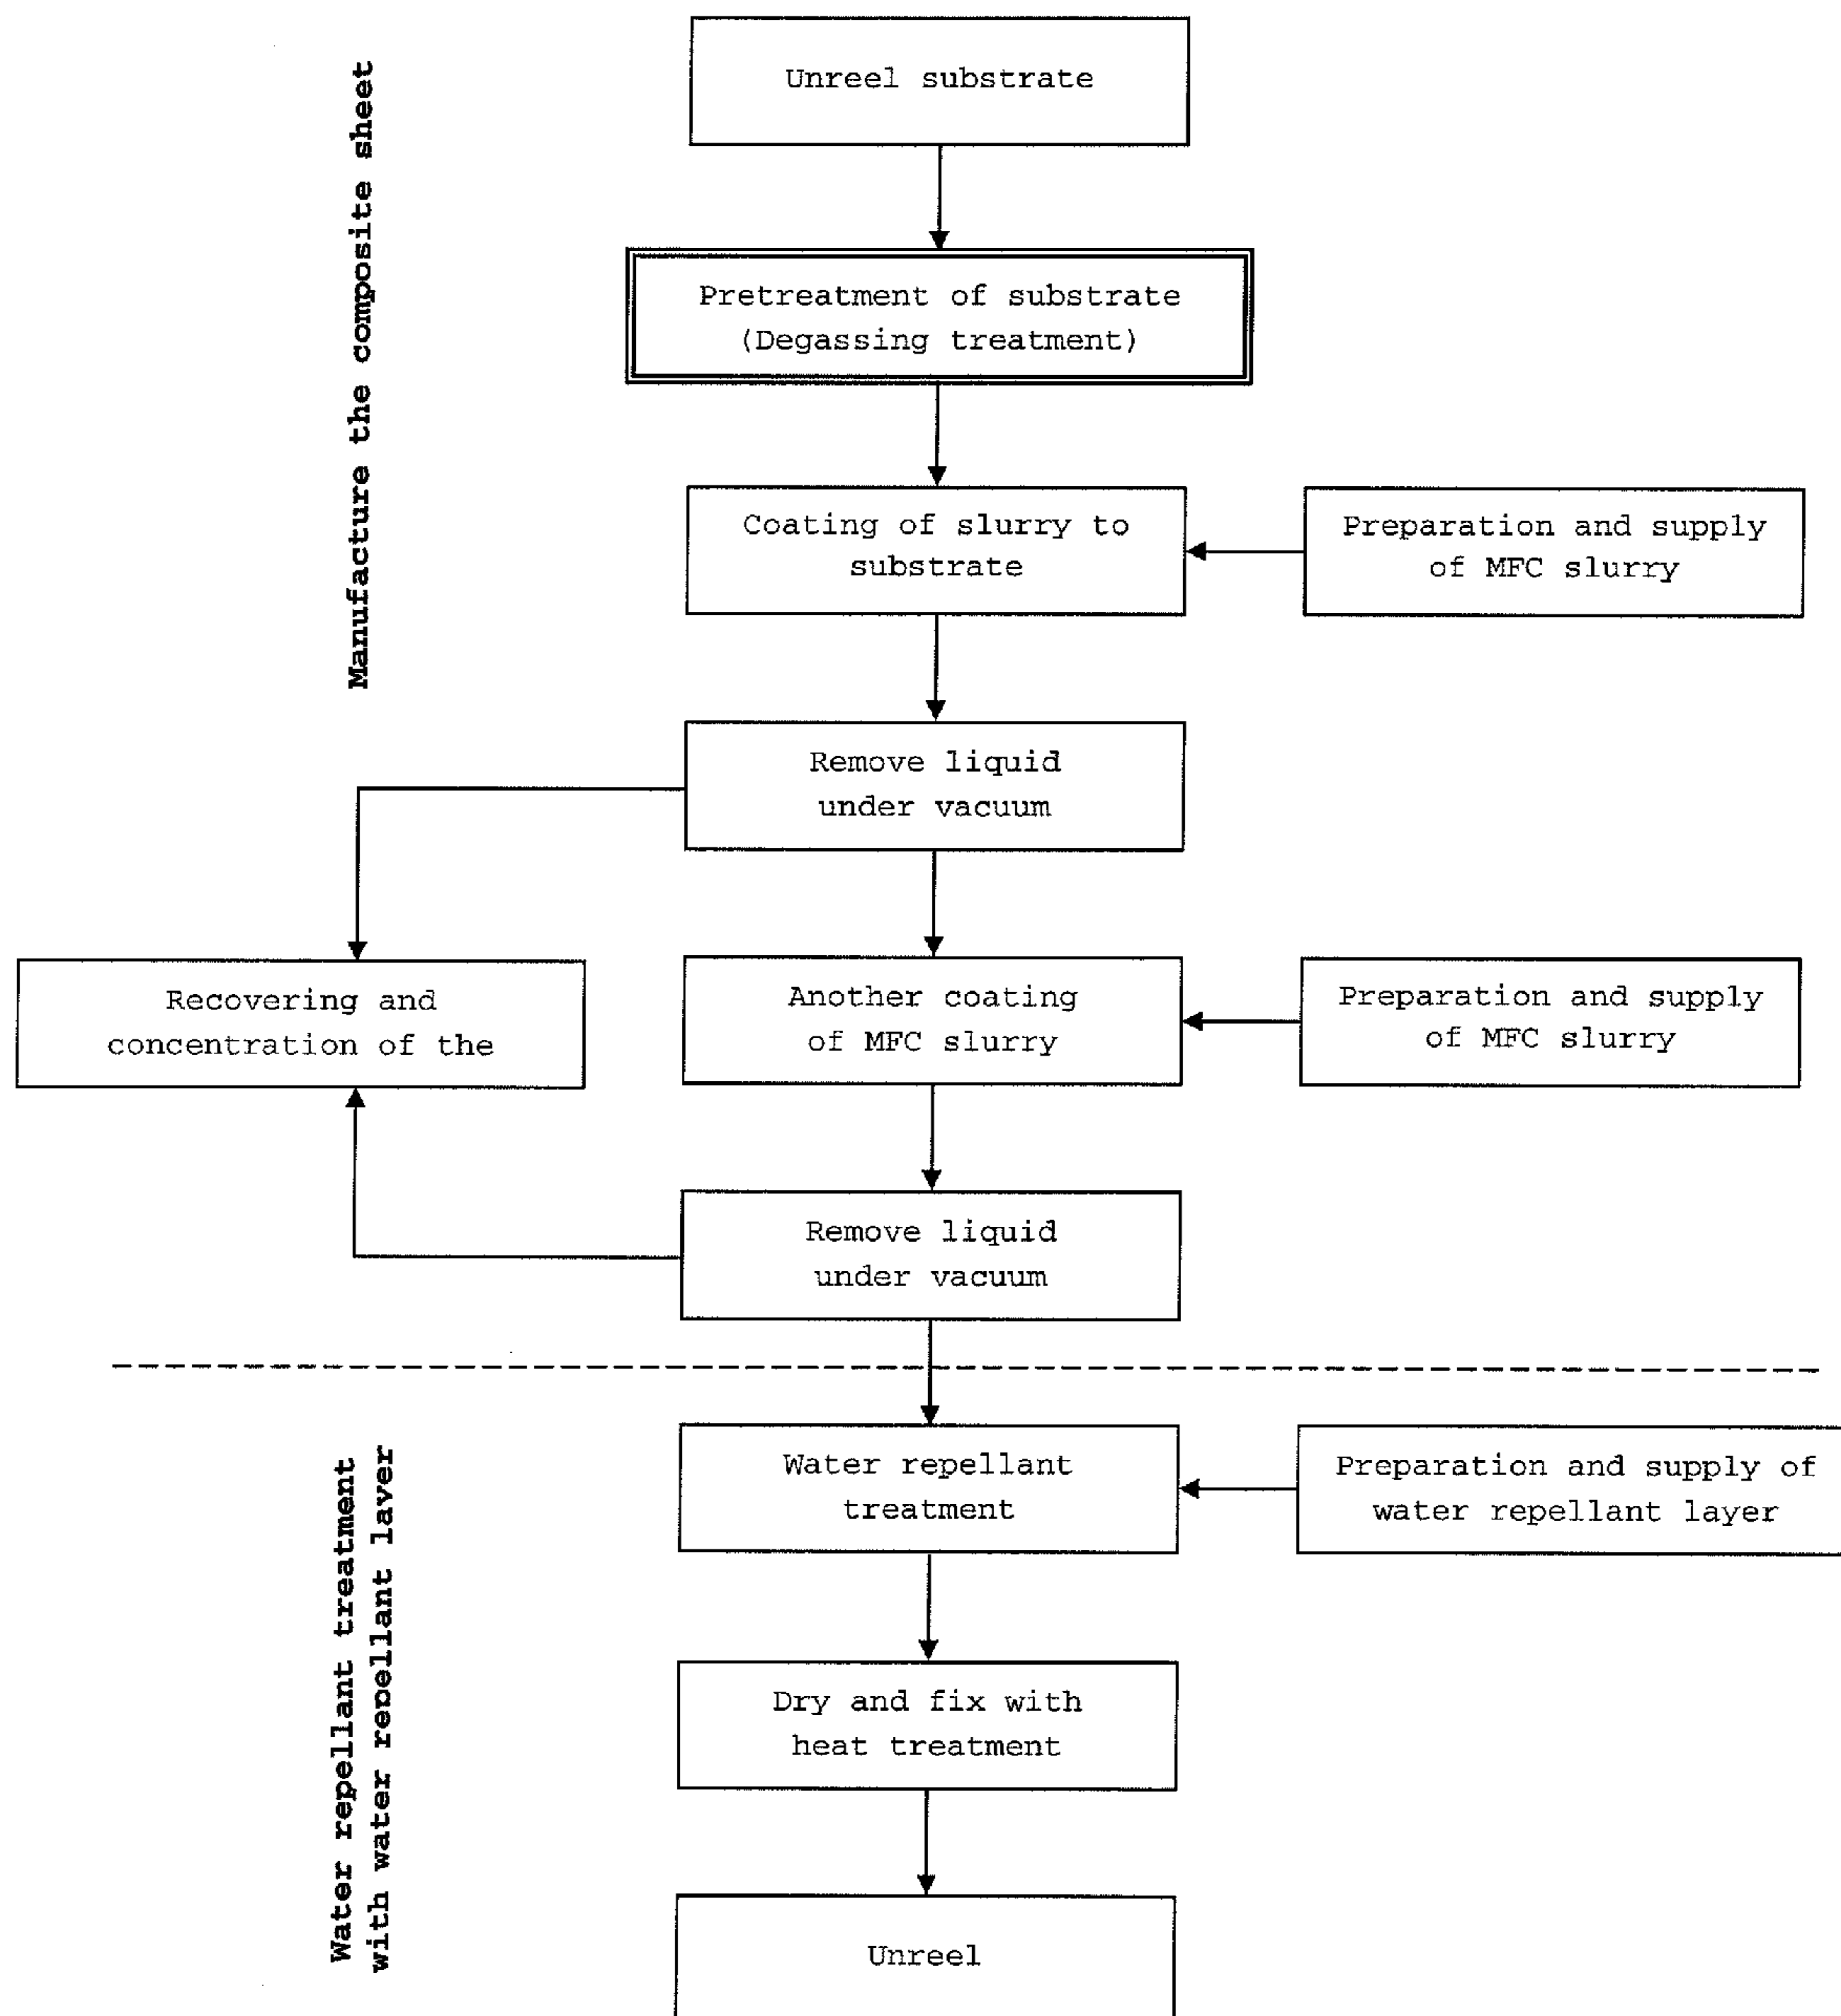 Manufacture the composite sheet
Unreel substrate
Pretreatment of substrate
(Degassing treatment)
Coating of slurry to
substrate
Preparation and supply
of MFC slurry
Remove liquid
under vacuum
Recovering and
concentration of the
Another coating
of MFC slurry
Preparation and supply
of MFC slurry
Remove liquid
under vacuum
Water repellant treatment
with water repellant layer
Water repellant
treatment
Preparation and supply of
water repellant layer
Dry and fix with
heat treatment
Unreel